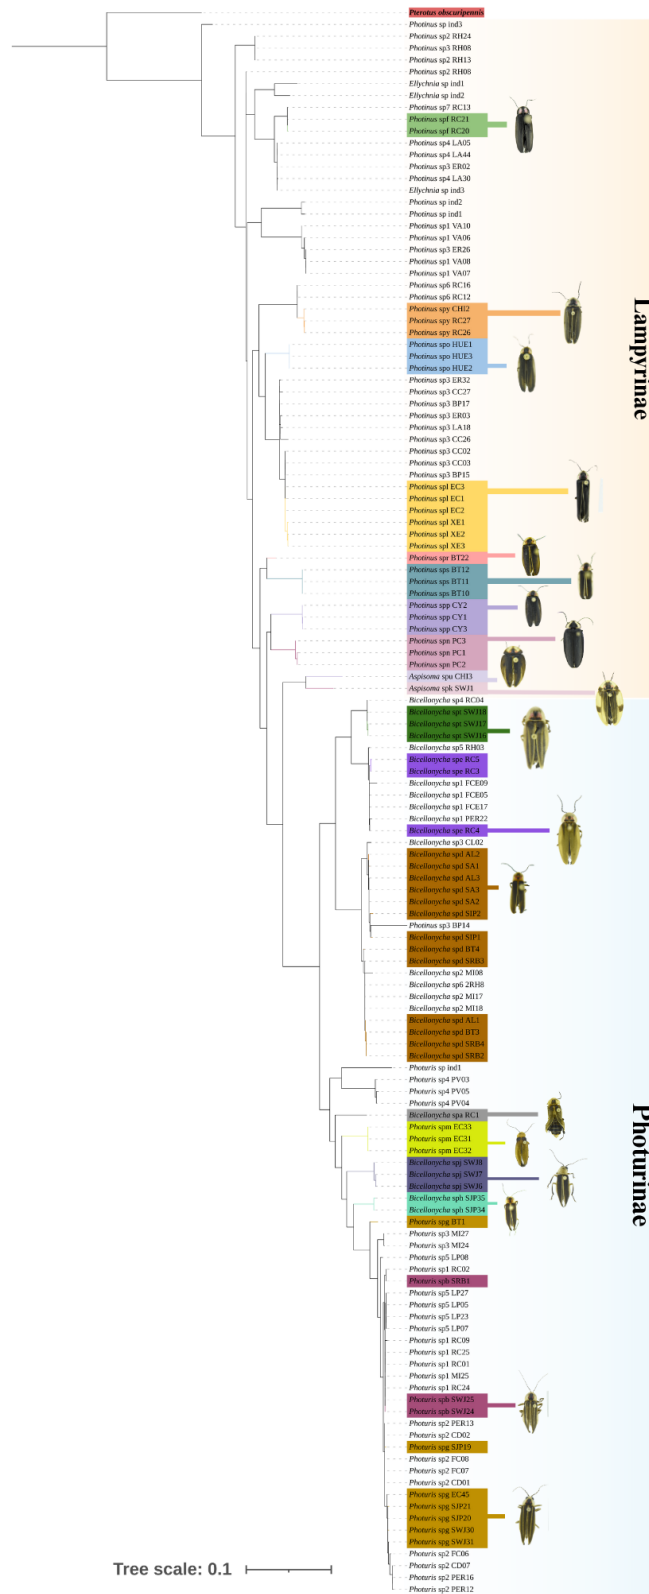 Pterotus obscuripennis
Photinus sp ind3
Photinus sp2 RH24
Photinus sp3 RH08
Photinus sp2 RH13
Photinus sp2 RH08
Ellychnia sp ind1
Ellychnia sp ind2
Photinus sp7 RC13
Photinus spf RC21
Photinus spf RC20
Photinus sp4 LA05
Photinus sp4 LA44
Photinus sp3 ER02
Photinus sp4 LA30
Ellychnia sp ind3
Photinus sp ind2
Photinus sp ind1
Photinus sp1 VA10
Photinus sp1 VA06
Photinus sp3 ER26
Photinus sp1 VA08
Photinus sp1 VA07
Photinus sp6 RC16
Photinus sp6 RC12
Photinus spy CHI2
Photinus spy RC27
Photinus spy RC26
Photinus spo HUE1
Photinus spo HUE3
Photinus spo HUE2
Photinus sp3 ER32
Photinus sp3 CC27
Photinus sp3 BP17
Photinus sp3 ER03
Photinus sp3 LA18
Photinus sp3 CC26
Photinus sp3 CC02
Photinus sp3 CC03
Photinus sp3 BP15
Photinus spl EC3
Photinus spl EC1
Photinus spl EC2
Photinus spl XE1
Photinus spl XE2
Photinus spl XE3
Photinus spr BT22
Photinus sps BT12
Photinus sps BT11
Photinus sps BT10
Photinus spp CY2
Photinus spp CY1
Photinus spp CY3
Photinus spn PC3
Photinus spn PC1
Photinus spn PC2
Aspisoma spu CHI3
Aspisoma spk SWJ1
Lampyrinae
Bicellonycha sp4 RC04
Bicellonycha spt SWJ18
Bicellonycha spt SWJ17
Bicellonycha spt SWJ16
Bicellonycha sp5 RH03
Bicellonycha spe RC5
Bicellonycha spe RC3
Bicellonycha sp1 FCE09
Bicellonycha sp1 FCE05
Bicellonycha sp1 FCE17
Bicellonycha sp1 PER22
Bicellonycha spe RC4
Bicellonycha sp3 CL02
Bicellonycha spd AL2
Bicellonycha spd SA1
Bicellonycha spd AL3
Bicellonycha spd SA3
Bicellonycha spd SA2
Bicellonycha spd SIP2
Photinus sp3 BP14
Bicellonycha spd SIP1
Bicellonycha spd BT4
Bicellonycha spd SRB3
Bicellonycha sp2 MI08
Bicellonycha sp6 2RH8
Bicellonycha sp2 MI17
Bicellonycha sp2 MI18
Bicellonycha spd AL1
Bicellonycha spd BT3
Bicellonycha spd SRB4
Bicellonycha spd SRB2
Photuris sp ind1
Photuris sp4 PV03
Photuris sp4 PV05
Photuris sp4 PV04
Bicellonycha spa RC1
Photuris spm EC33
Photuris spm EC31
Photuris spm EC32
Bicellonycha spj SWJ8
Bicellonycha spj SWJ7
Bicellonycha spj SWJ6
Bicellonycha sph SJP35
Bicellonycha sph SJP34
Photuris spg BT1
Photuris sp3 MI27
Photuris sp3 MI24
Photuris sp5 LP08
Photuris sp1 RC02
Photuris spb SRB1
Photuris sp5 LP27
Photuris sp5 LP05
Photuris sp5 LP23
Photuris sp5 LP07
Photuris sp1 RC09
Photuris sp1 RC25
Photuris sp1 RC01
Photuris sp1 MI25
Photuris sp1 RC24
Photuris spb SWJ25
Photuris spb SWJ24
Photuris sp2 PER13
Photuris sp2 CD02
Photuris spg SJP19
Photuris sp2 FC08
Photuris sp2 FC07
Photuris sp2 CD01
Photuris spg EC45
Photuris spg SJP21
Photuris spg SJP20
Photuris spg SWJ30
Photuris spg SWJ31
Photuris sp2 FC06
Photuris sp2 CD07
Photuris sp2 PER16
Photuris sp2 PER12
Photurinae
Tree scale: 0.1